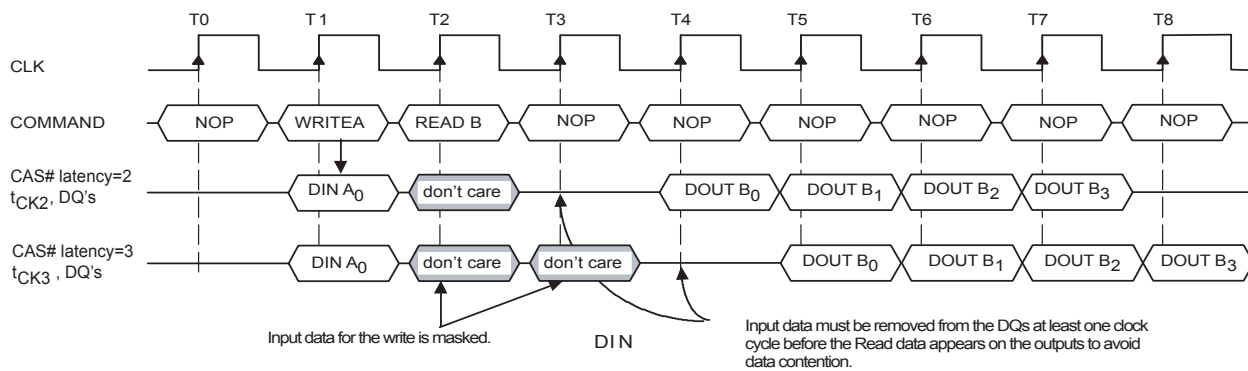 T0 T1 T2 T3 T4 T5 T6 T7 T8
CLK
COMMAND NOP WRITEA READ B NOP NOP NOP NOP NOP NOP
CAS# latency=2
tCK2, DQ's DIN A0 don't care DOUT B0 DOUT B1 DOUT B2 DOUT B3
CAS# latency=3
tCK3 , DQ's DIN A0 don't care don't care DOUT B0 DOUT B1 DOUT B2 DOUT B3
Input data for the write is masked.
DIN
Input data must be removed from the DQs at least one clock
cycle before the Read data appears on the outputs to avoid
data contention.